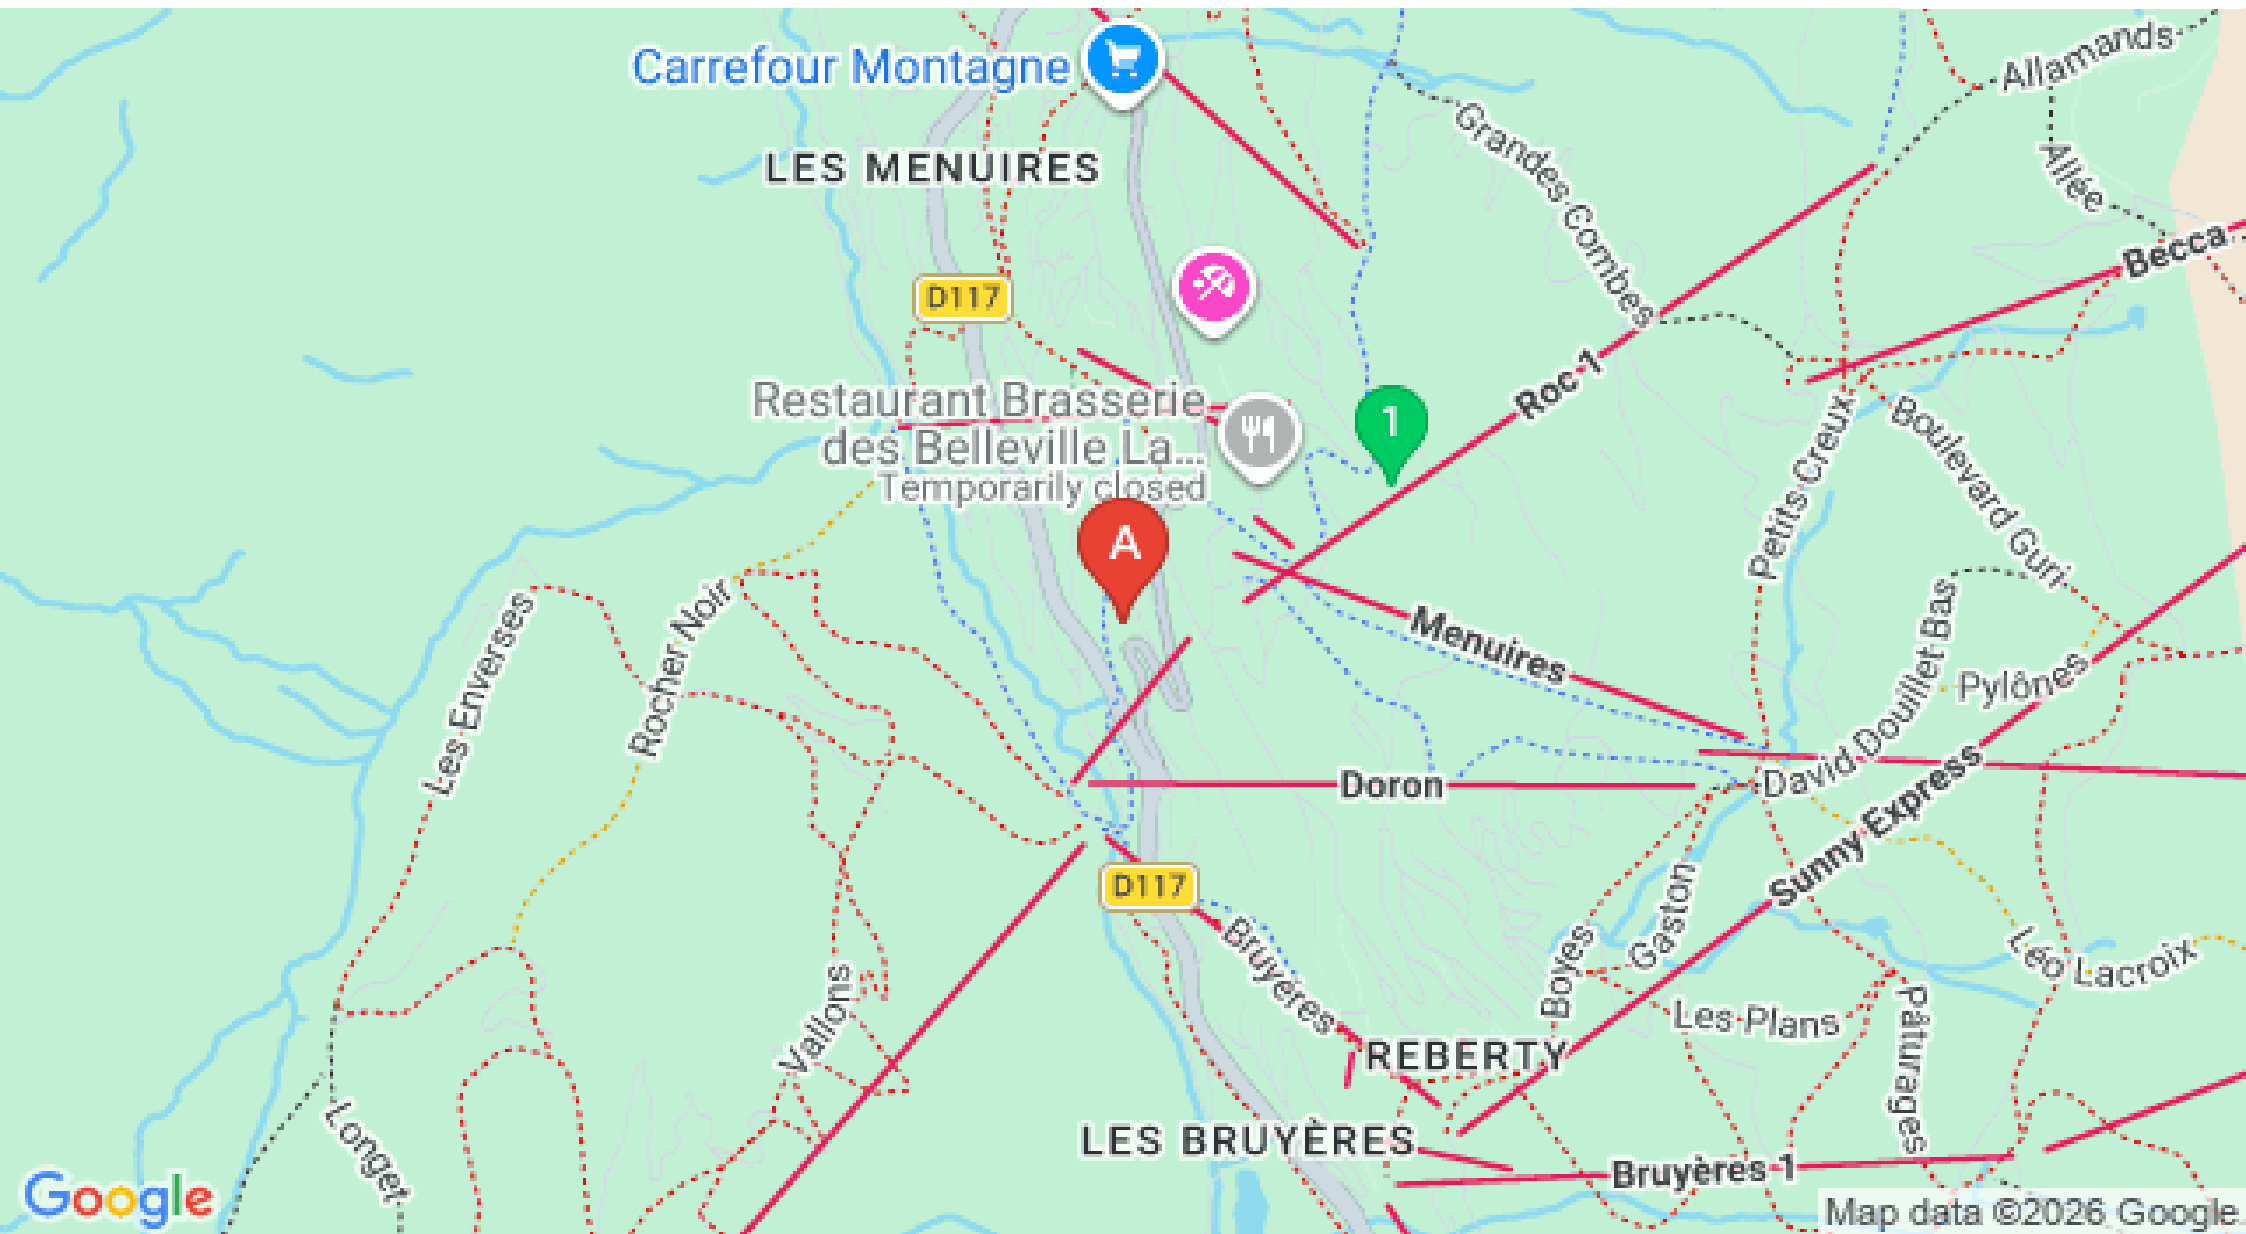 Carrefour Montagne
Allamands
Grandes Combes
Allée
LES MENUIRES
Becca
D117
Roc 1
Restaurant Brasserie
des Belleville La...
Temporarily closed
1
Boulevard Guri
Petits Creux
A
Les Enverses
Rocher Noir
Menuires
David Douillet Bas
Pylônes
Doron
Sunny Express
D117
Bruyères
Gaston
Boyes
Léo Lacroix
Vallons
Les Plans
Pâturages
REBERTY
LES BRUYÈRES
Longet
Bruyères 1
Google
Map data ©2026 Google